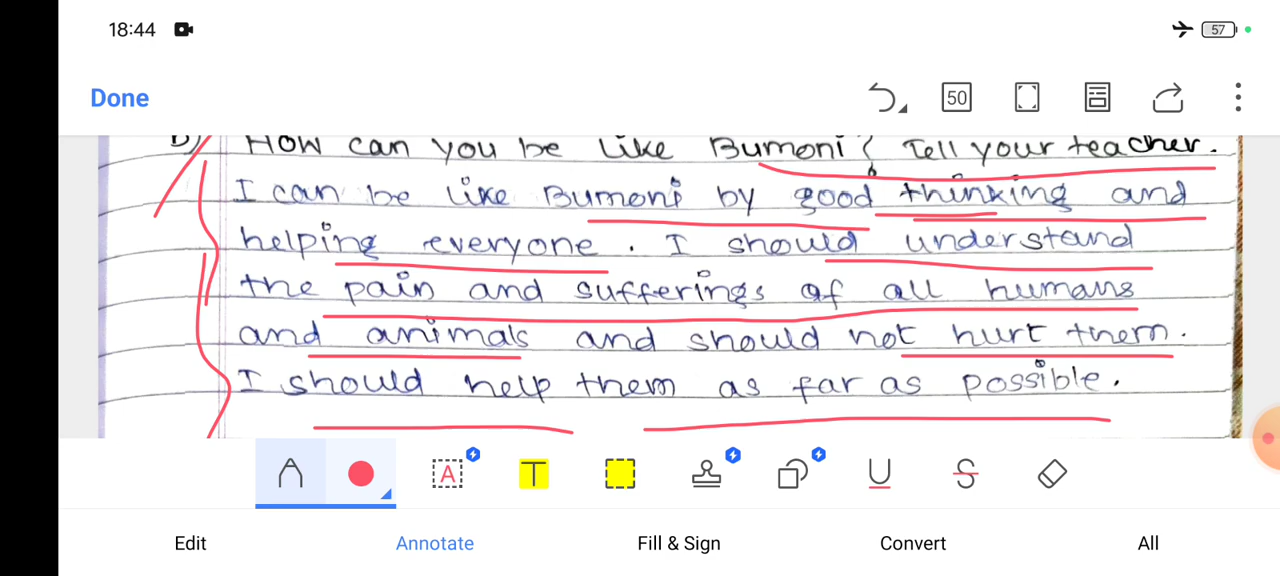 18:44
57
Done
50
D) How can you be like Bumoni? Tell your teacher.
I can be like Bumoni by good thinking and
helping everyone. I should understand
the pain and sufferings of all humans
and animals and should not hurt them.
I should help them as far as possible.
A T U S
Edit Annotate Fill & Sign Convert All